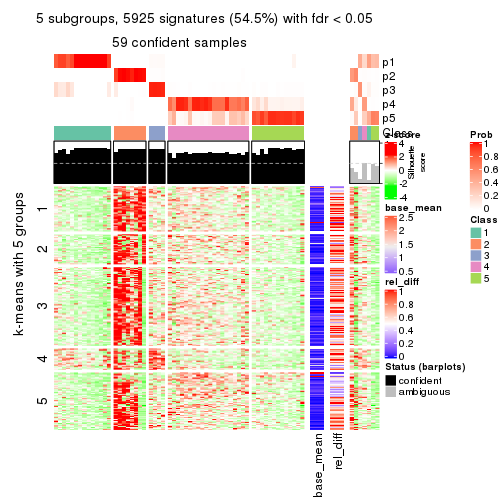 5 subgroups, 5925 signatures (54.5%) with fdr < 0.05
59 confident samples
p1
p2
p3
p4
p5
Class
z-score
4
2
0
-2
-4
Silhouette
score
Prob
1
0.8
0.6
0.4
0.2
0
base_mean
2.5
2
1.5
1
0.5
Class
1
2
3
4
5
rel_diff
1
0.8
0.6
0.4
0.2
0
Status (barplots)
confident
ambiguous
k-means with 5 groups
1
2
3
4
5
base_mean
rel_diff